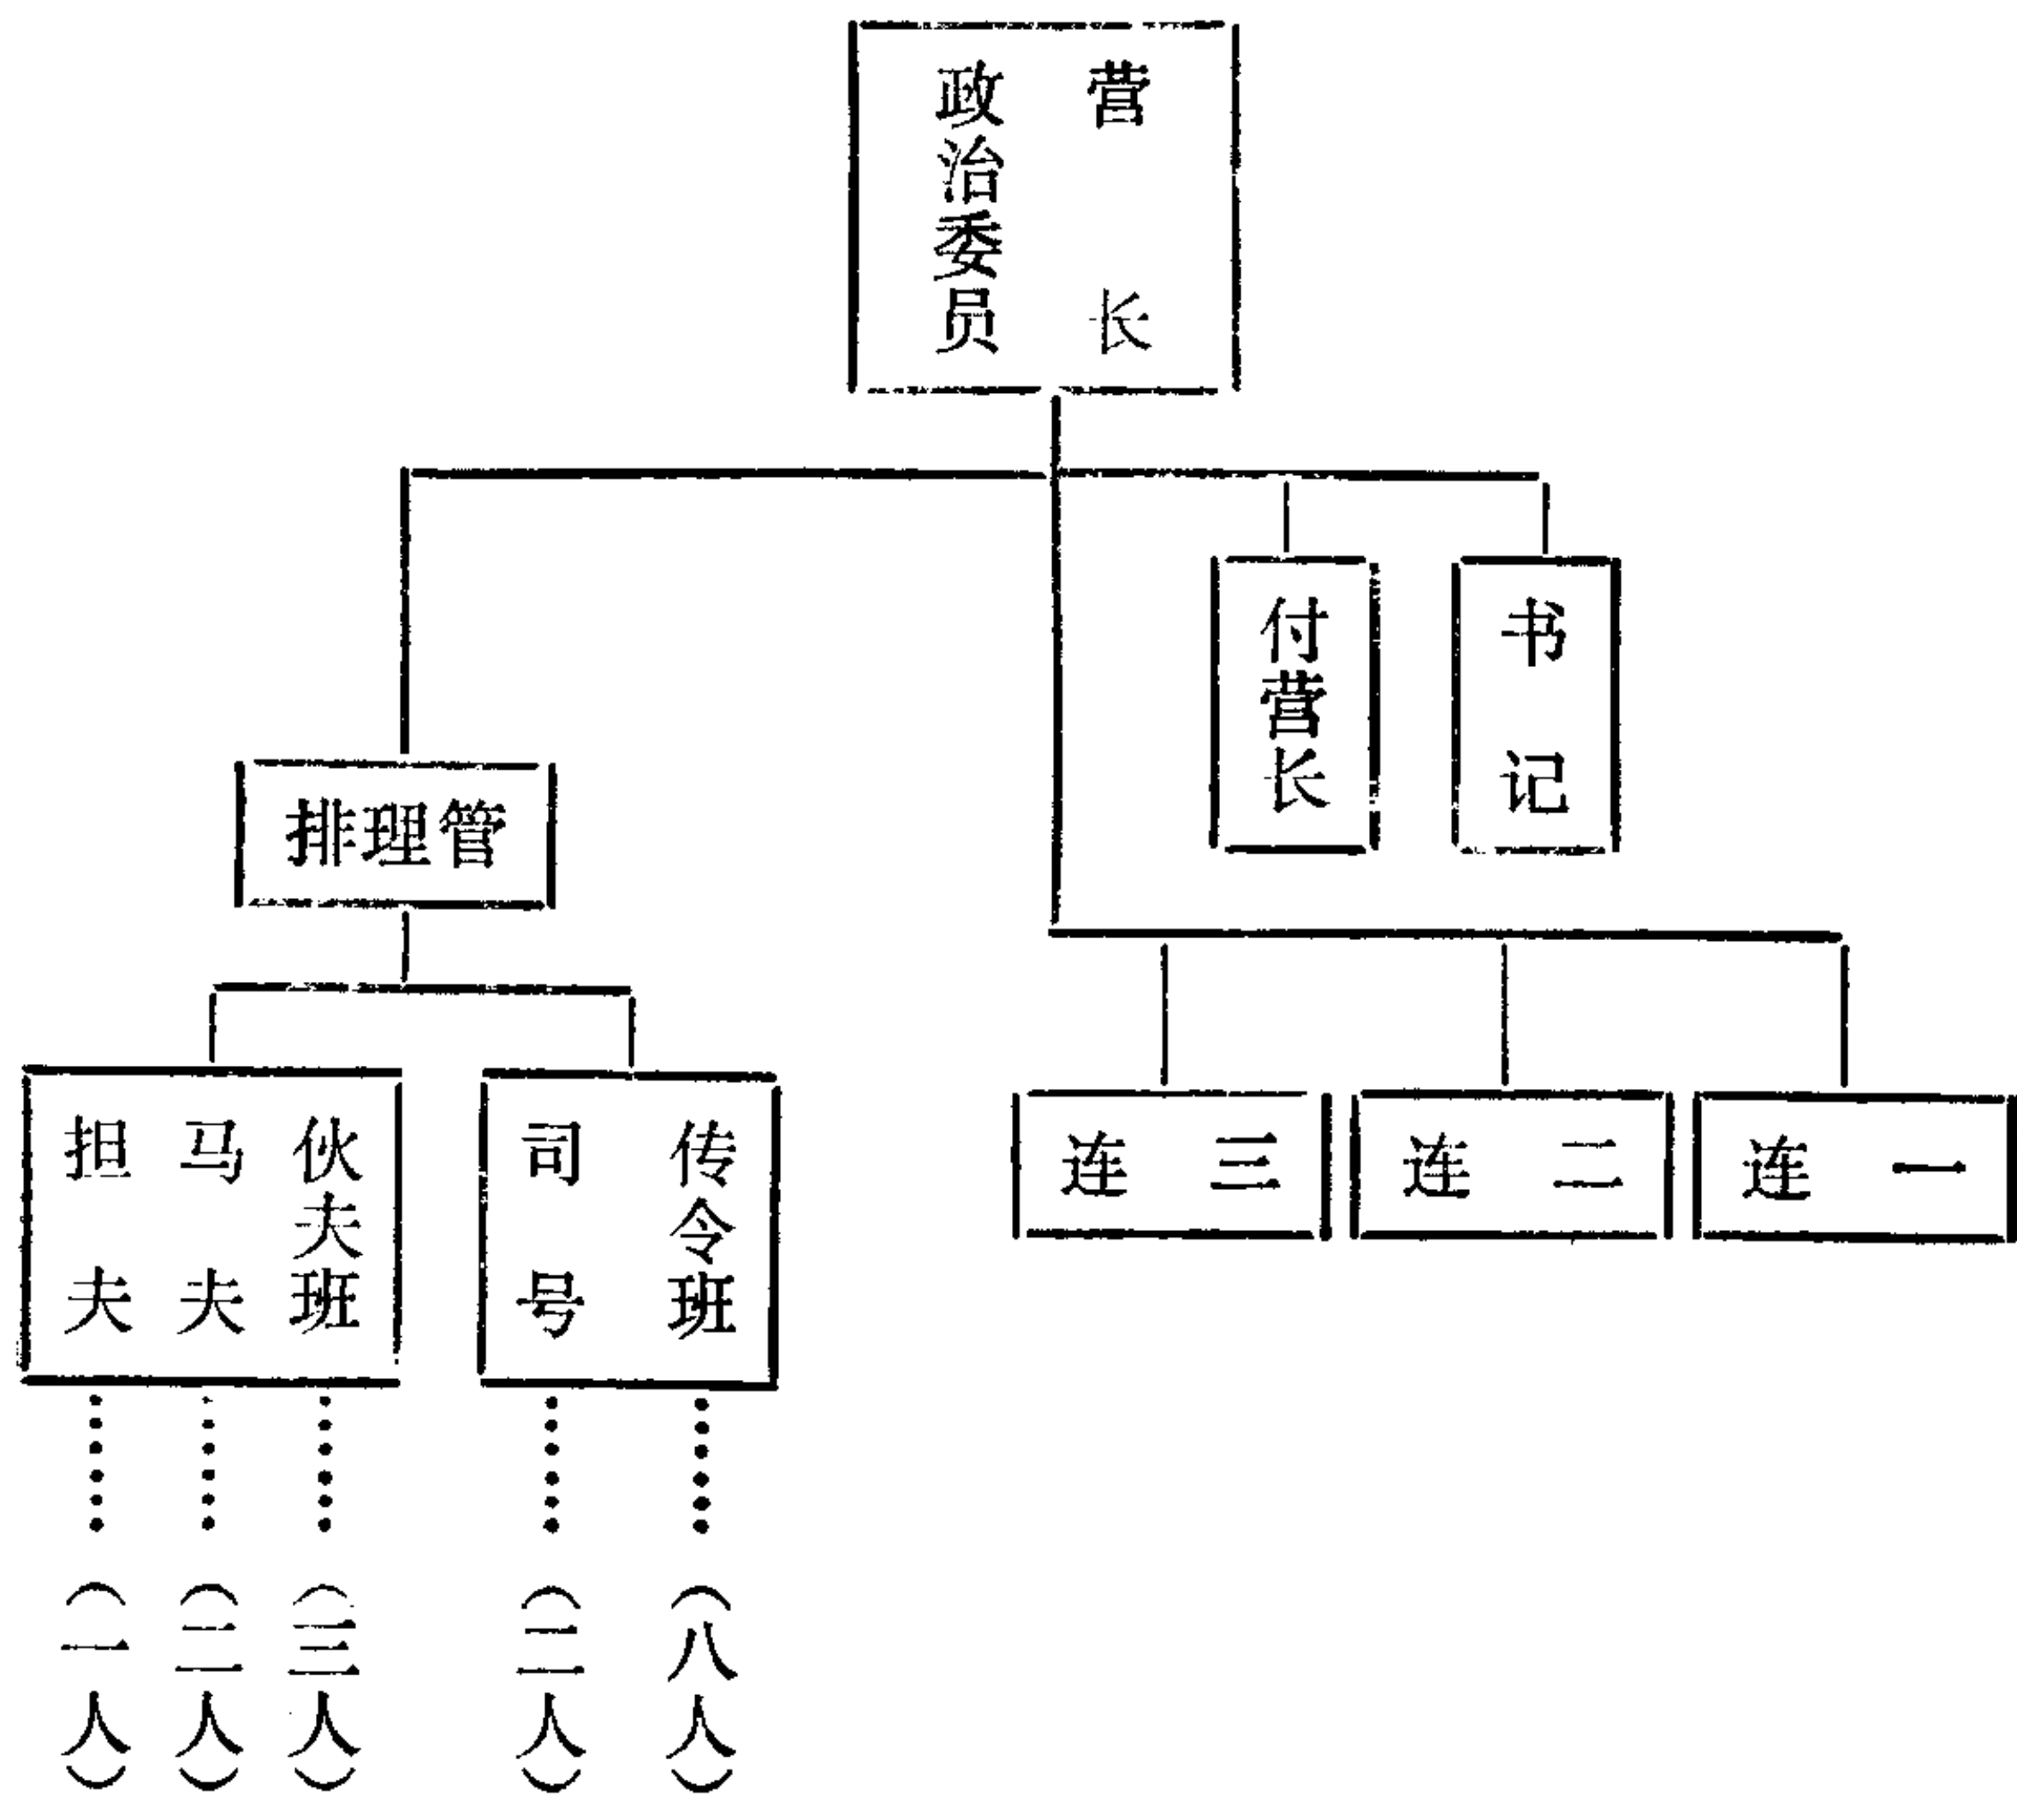 营长
政治委员
书记
付营长
管理排
一连
二连
三连
传令班……(八人)
司号……(二人)
伙夫班……(三人)
马夫……(二人)
担夫……(一人)